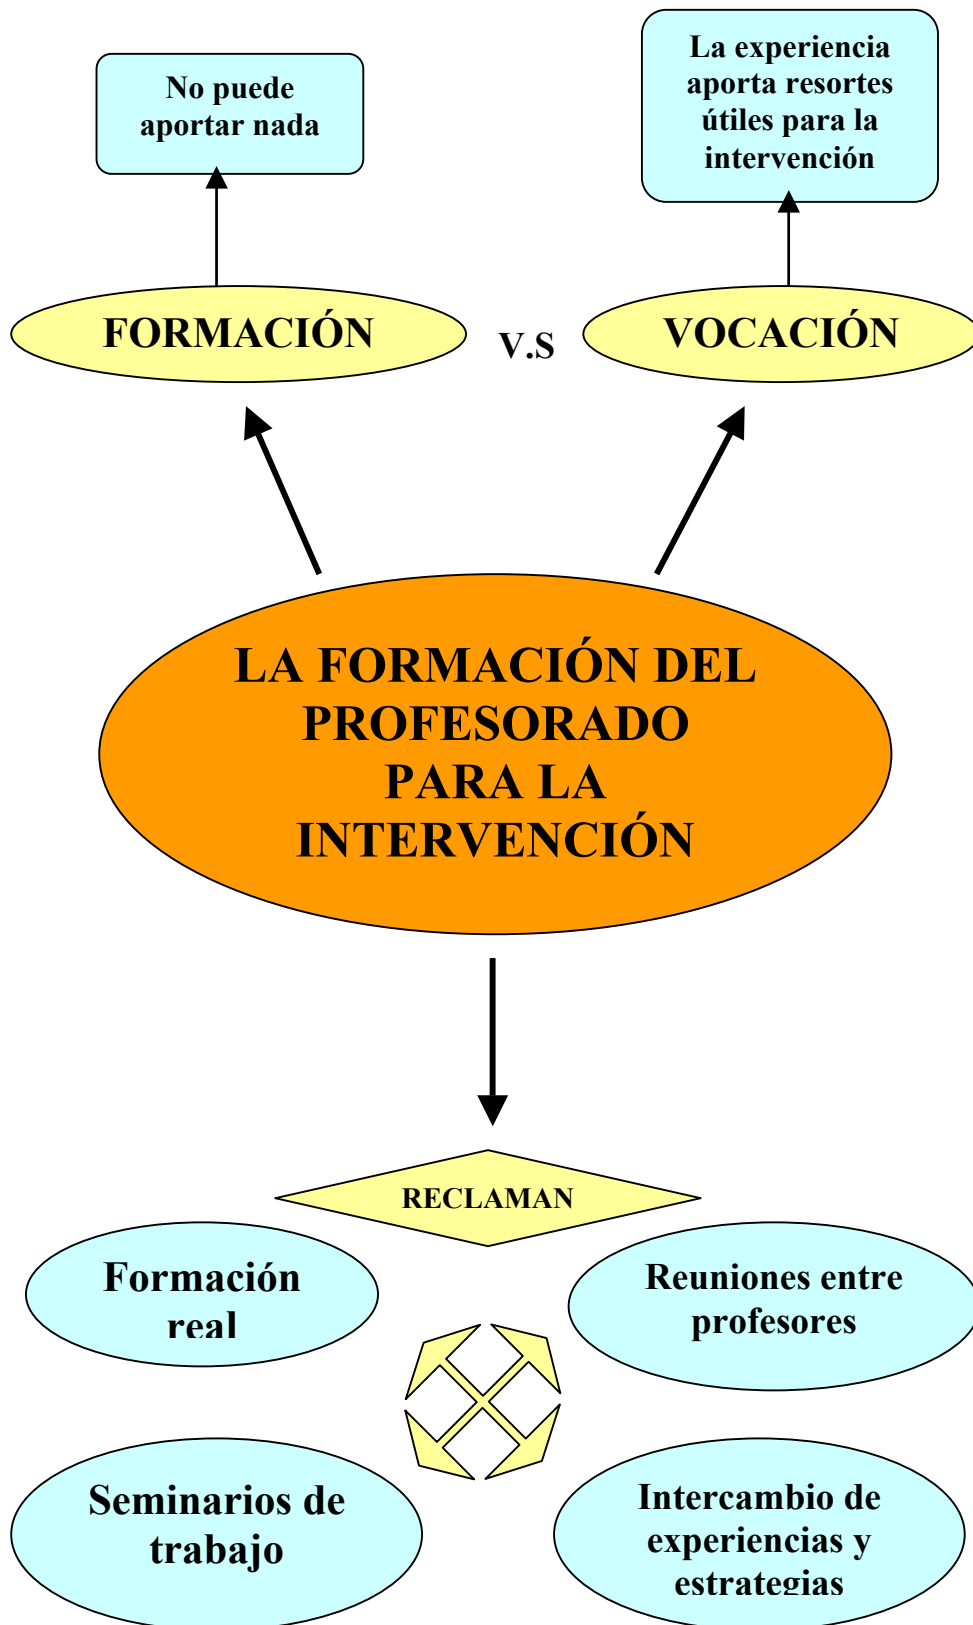 No puede
aportar nada
La experiencia
aporta resortes
útiles para la
intervención
FORMACIÓN
V.S
VOCACIÓN
LA FORMACIÓN DEL
PROFESORADO
PARA LA
INTERVENCIÓN
RECLAMAN
Formación
real
Reuniones entre
profesores
Seminarios de
trabajo
Intercambio de
experiencias y
estrategias